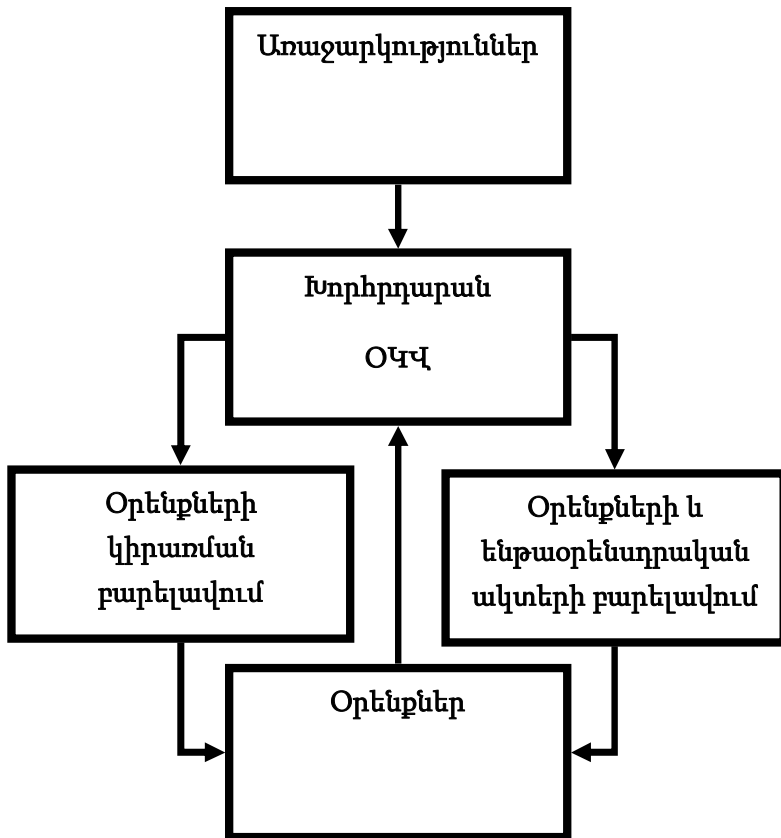 Առաջարկություններ
Խորհրդարան
ՕԿՎ
Օրենքների
կիրառման
բարելավում
Օրենքների և
ենթաօրենսդրական
ակտերի բարելավում
Օրենքներ